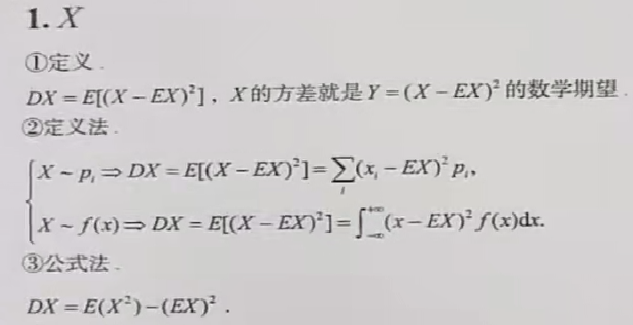 1. X
①定义.
DX = E[(X − EX)²]，X 的方差就是 Y = (X − EX)² 的数学期望.
②定义法.
{ X ~ pᵢ ⇒ DX = E[(X − EX)²] = ∑ᵢ(xᵢ − EX)² pᵢ,
X ~ f(x) ⇒ DX = E[(X − EX)²] = ∫₋∞⁺∞ (x − EX)² f(x)dx.
③公式法.
DX = E(X²) − (EX)².